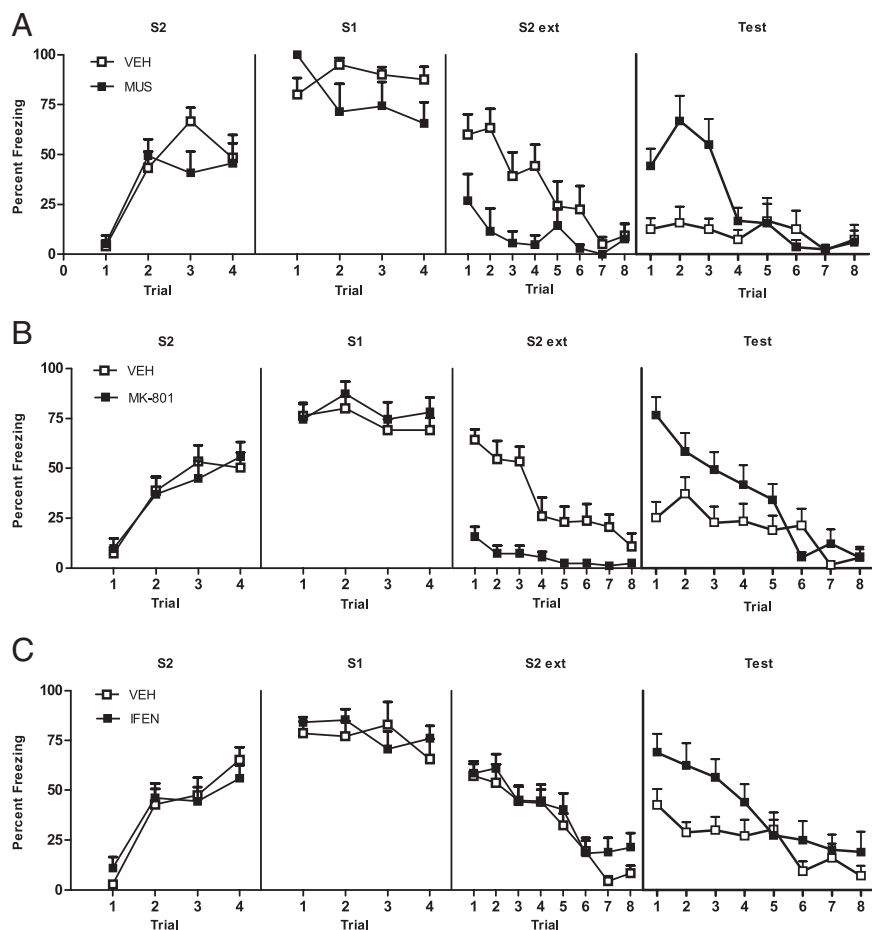 A
S2 S1 S2 ext Test
VEH
MUS
Percent Freezing
100
75
50
25
0
0 1 2 3 4 1 2 3 4 1 2 3 4 5 6 7 8 1 2 3 4 5 6 7 8
Trial Trial Trial Trial
B
S2 S1 S2 ext Test
VEH
MK-801
Percent Freezing
100
75
50
25
0
1 2 3 4 1 2 3 4 1 2 3 4 5 6 7 8 1 2 3 4 5 6 7 8
Trial Trial Trial Trial
C
S2 S1 S2 ext Test
VEH
IFEN
Percent Freezing
100
75
50
25
0
1 2 3 4 1 2 3 4 1 2 3 4 5 6 7 8 1 2 3 4 5 6 7 8
Trial Trial Trial Trial